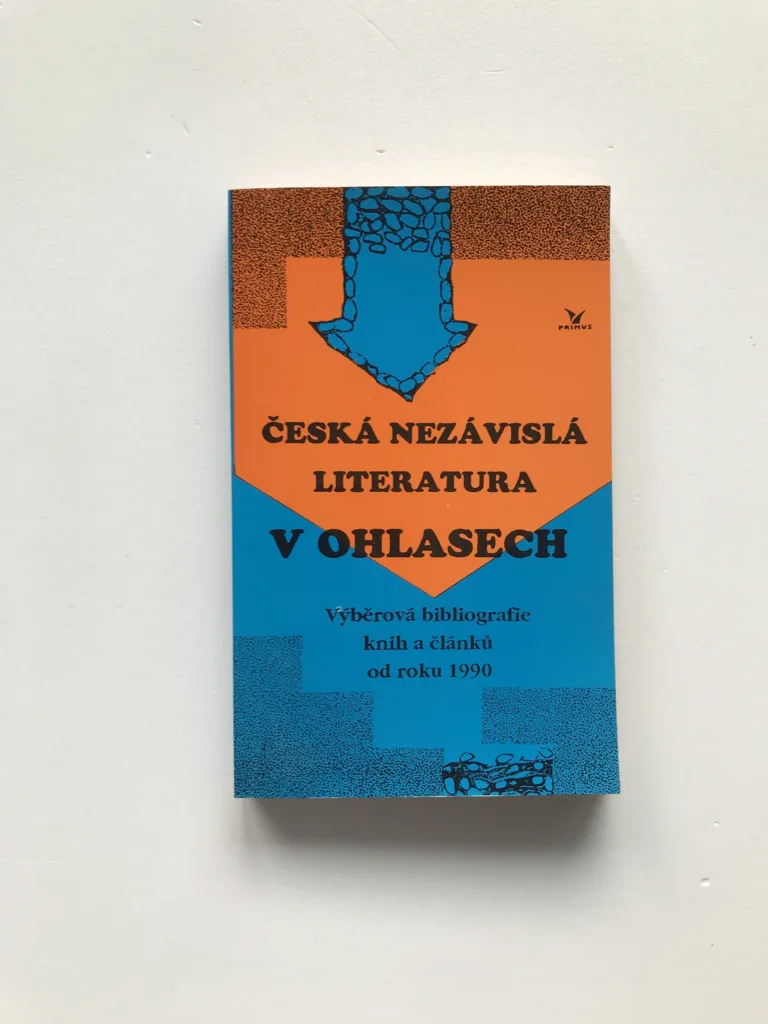 PRIMUS
ČESKÁ NEZÁVISLÁ
LITERATURA
V OHLASECH
Výběrová bibliografie
knih a článků
od roku 1990